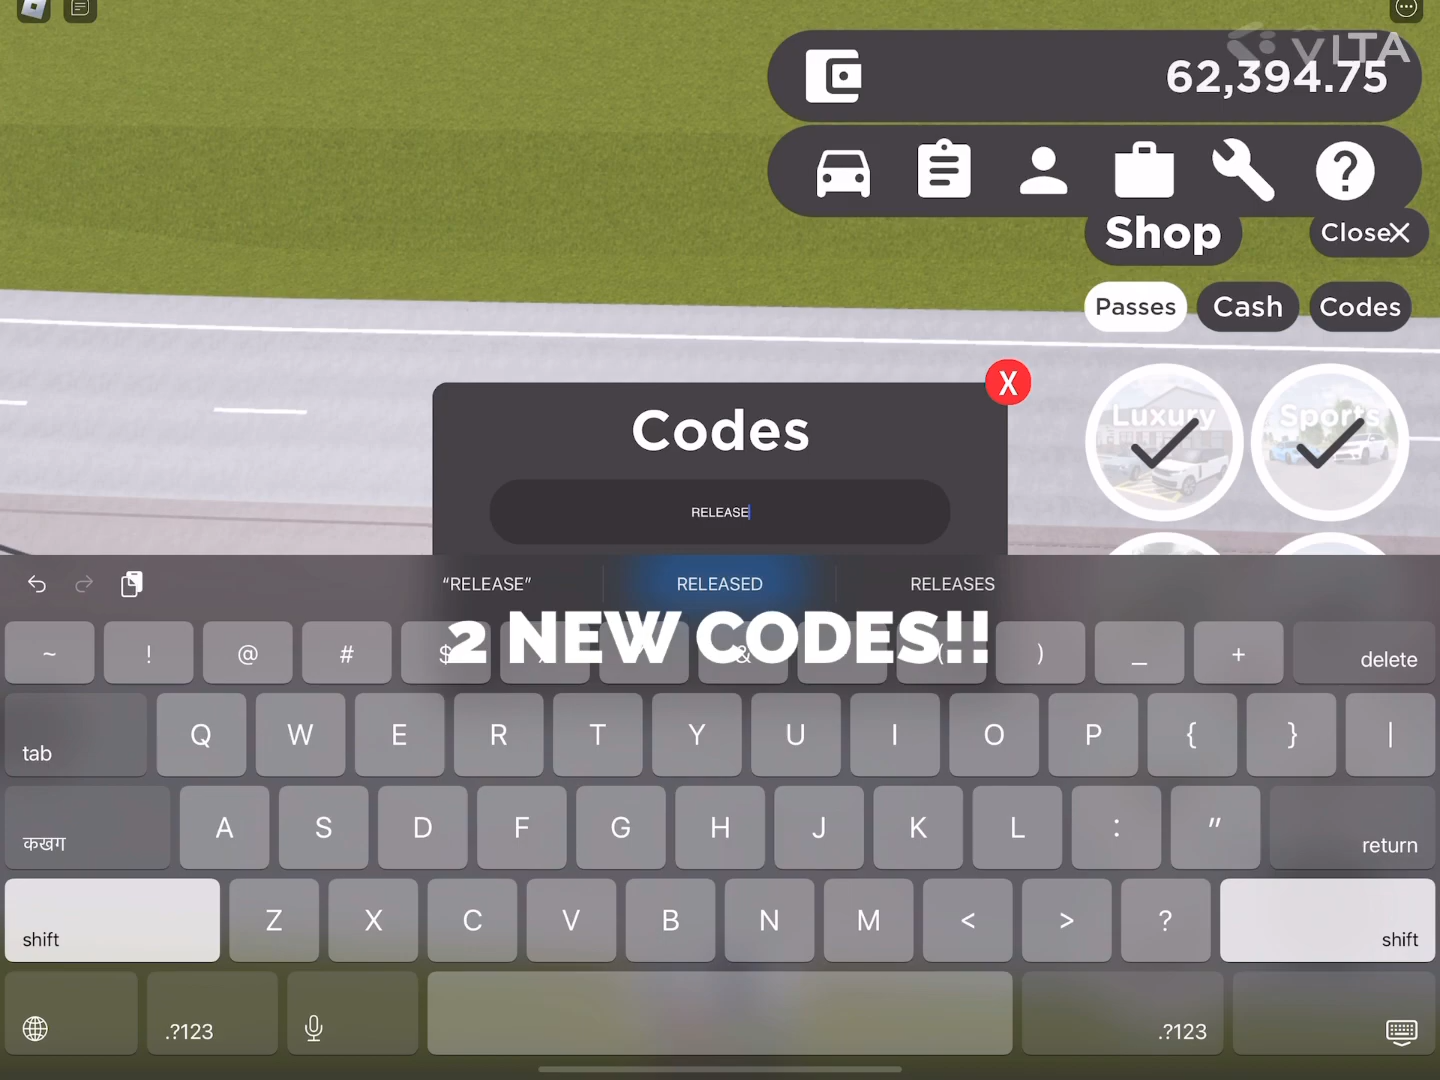 VITA
62,394.75
Shop
Close X
Passes
Cash
Codes
Luxury
Sports
X
Codes
RELEASE
“RELEASE”
RELEASED
RELEASES
2 NEW CODES!!
~ ! @ # $ & ( ) _ + delete
tab Q W E R T Y U I O P { } |
कखग A S D F G H J K L : " return
shift Z X C V B N M < > ? shift
.?123 .?123